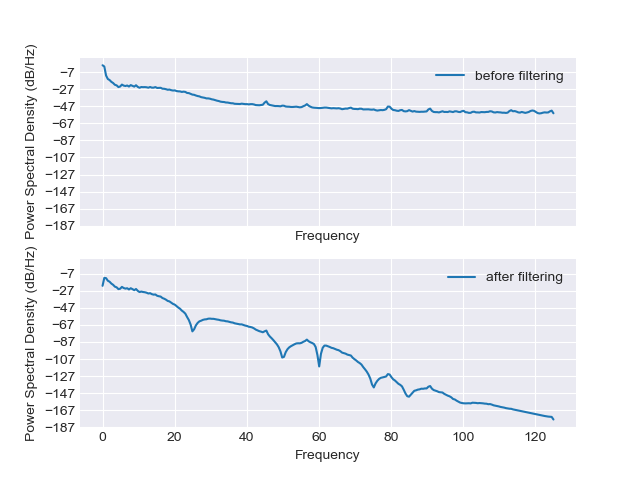 Power Spectral Density (dB/Hz)
−7
−27
−47
−67
−87
−107
−127
−147
−167
−187
before filtering
Frequency
Power Spectral Density (dB/Hz)
−7
−27
−47
−67
−87
−107
−127
−147
−167
−187
after filtering
0 20 40 60 80 100 120
Frequency